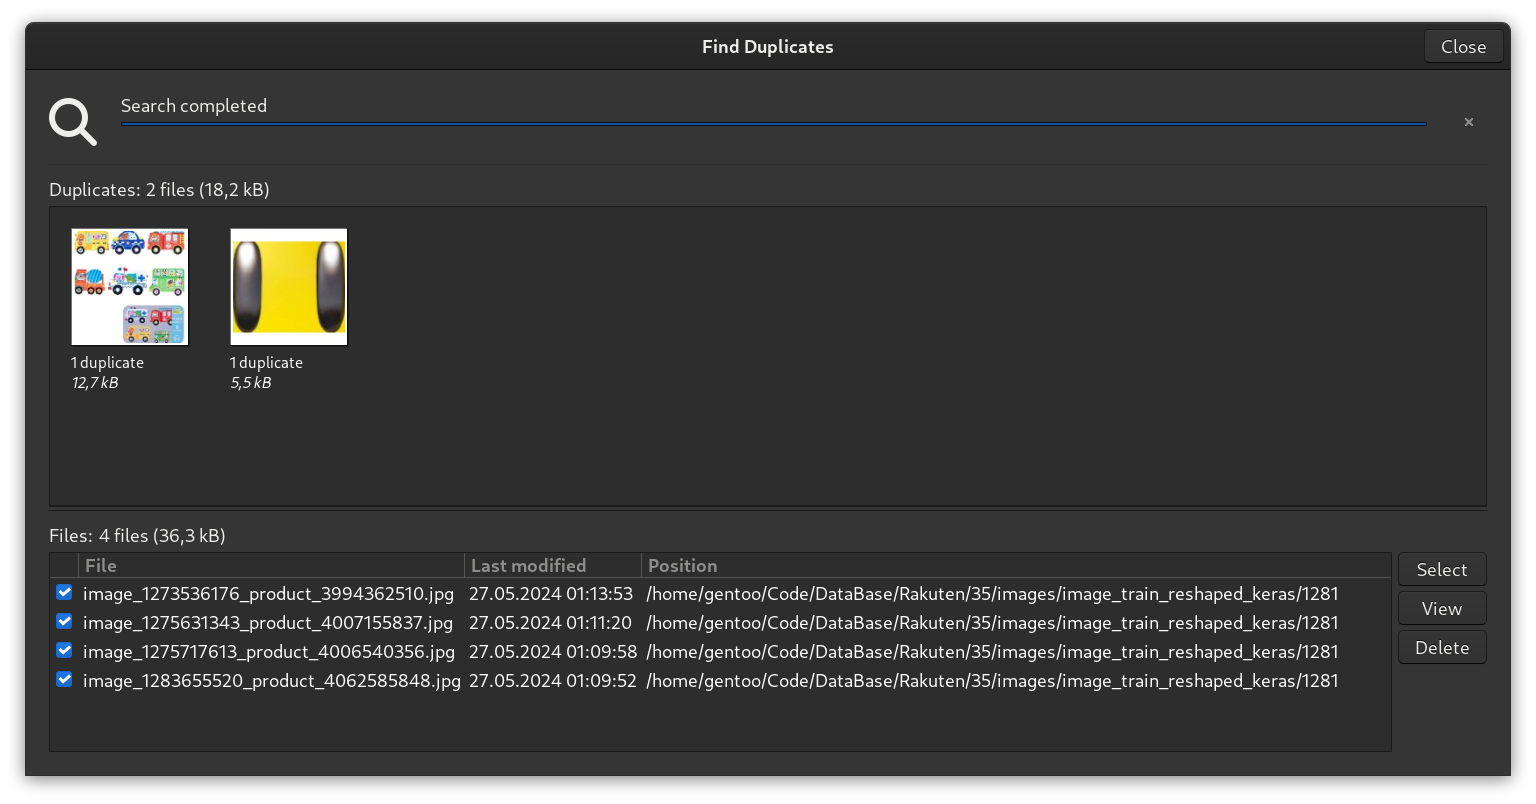 Find Duplicates
Close
Search completed
Duplicates: 2 files (18,2 kB)
1 duplicate
12,7 kB
1 duplicate
5,5 kB
Files: 4 files (36,3 kB)
File Last modified Position
image_1273536176_product_3994362510.jpg 27.05.2024 01:13:53 /home/gentoo/Code/DataBase/Rakuten/35/images/image_train_reshaped_keras/1281
image_1275631343_product_4007155837.jpg 27.05.2024 01:11:20 /home/gentoo/Code/DataBase/Rakuten/35/images/image_train_reshaped_keras/1281
image_1275717613_product_4006540356.jpg 27.05.2024 01:09:58 /home/gentoo/Code/DataBase/Rakuten/35/images/image_train_reshaped_keras/1281
image_1283655520_product_4062585848.jpg 27.05.2024 01:09:52 /home/gentoo/Code/DataBase/Rakuten/35/images/image_train_reshaped_keras/1281
Select
View
Delete